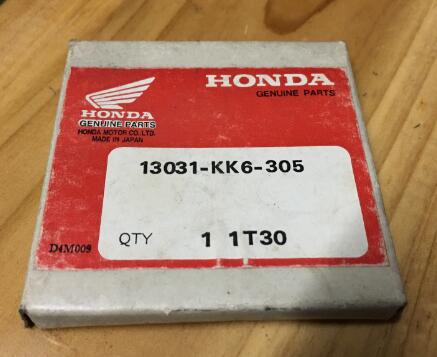 HONDA
GENUINE PARTS
HONDA
GENUINE PARTS
HONDA MOTOR CO. LTD.
MADE IN JAPAN
13031-KK6-305
QTY 1 1T30
D4M009